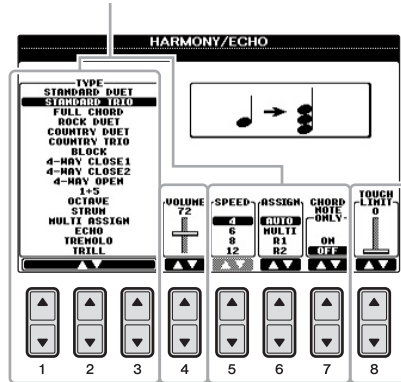 HARMONY/ECHO
TYPE
STANDARD DUET
STANDARD TRIO
FULL CHORD
ROCK DUET
COUNTRY DUET
COUNTRY TRIO
BLOCK
4-WAY CLOSE1
4-WAY CLOSE2
4-WAY OPEN
1+5
OCTAVE
STRUM
MULTI ASSIGN
ECHO
TREMOLO
TRILL
VOLUME
72
SPEED
4
6
8
12
ASSIGN
AUTO
MULTI
R1
R2
CHORD
NOTE
ONLY
ON
OFF
TOUCH
LIMIT
0
1 2 3 4 5 6 7 8